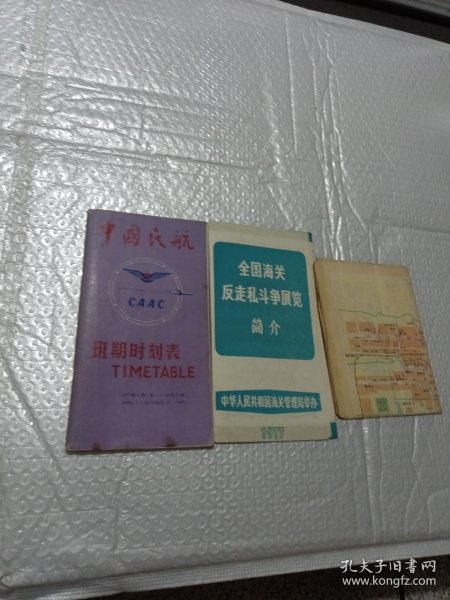 中國民航
CAAC
班期时刻表
TIMETABLE
全国海关
反走私斗争展览
简介
中华人民共和国海关管理局举办
1977
孔夫子旧书网
www.kongfz.com